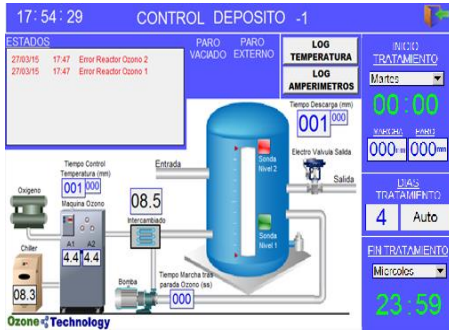 17:54:29 CONTROL DEPOSITO -1
ESTADOS
27/03/15 17:47 Error Reactor Ozono 2
27/03/15 17:47 Error Reactor Ozono 1
PARO VACIADO
PARO EXTERNO
LOG TEMPERATURA
LOG AMPERIMETROS
INICIO TRATAMIENTO
Martes
00:00
MARCHA PARO
000 mm 000 mm
DIAS TRATAMIENTO
4 Auto
FIN TRATAMIENTO
Miercoles
23:59
Tiempo Descarga (mm)
001 000
Electro Valvula Salida
Salida
Entrada
Sonda Nivel 2
Sonda Nivel 1
Tiempo Control Temperatura (mm)
001 000
Oxigeno
Maquina Ozono
A1 A2
4.4 4.4
08.5
Intercambiado
Chiller
08.3
Bomba
Tiempo Marcha tras parada Ozono (ss)
000
Ozone Technology